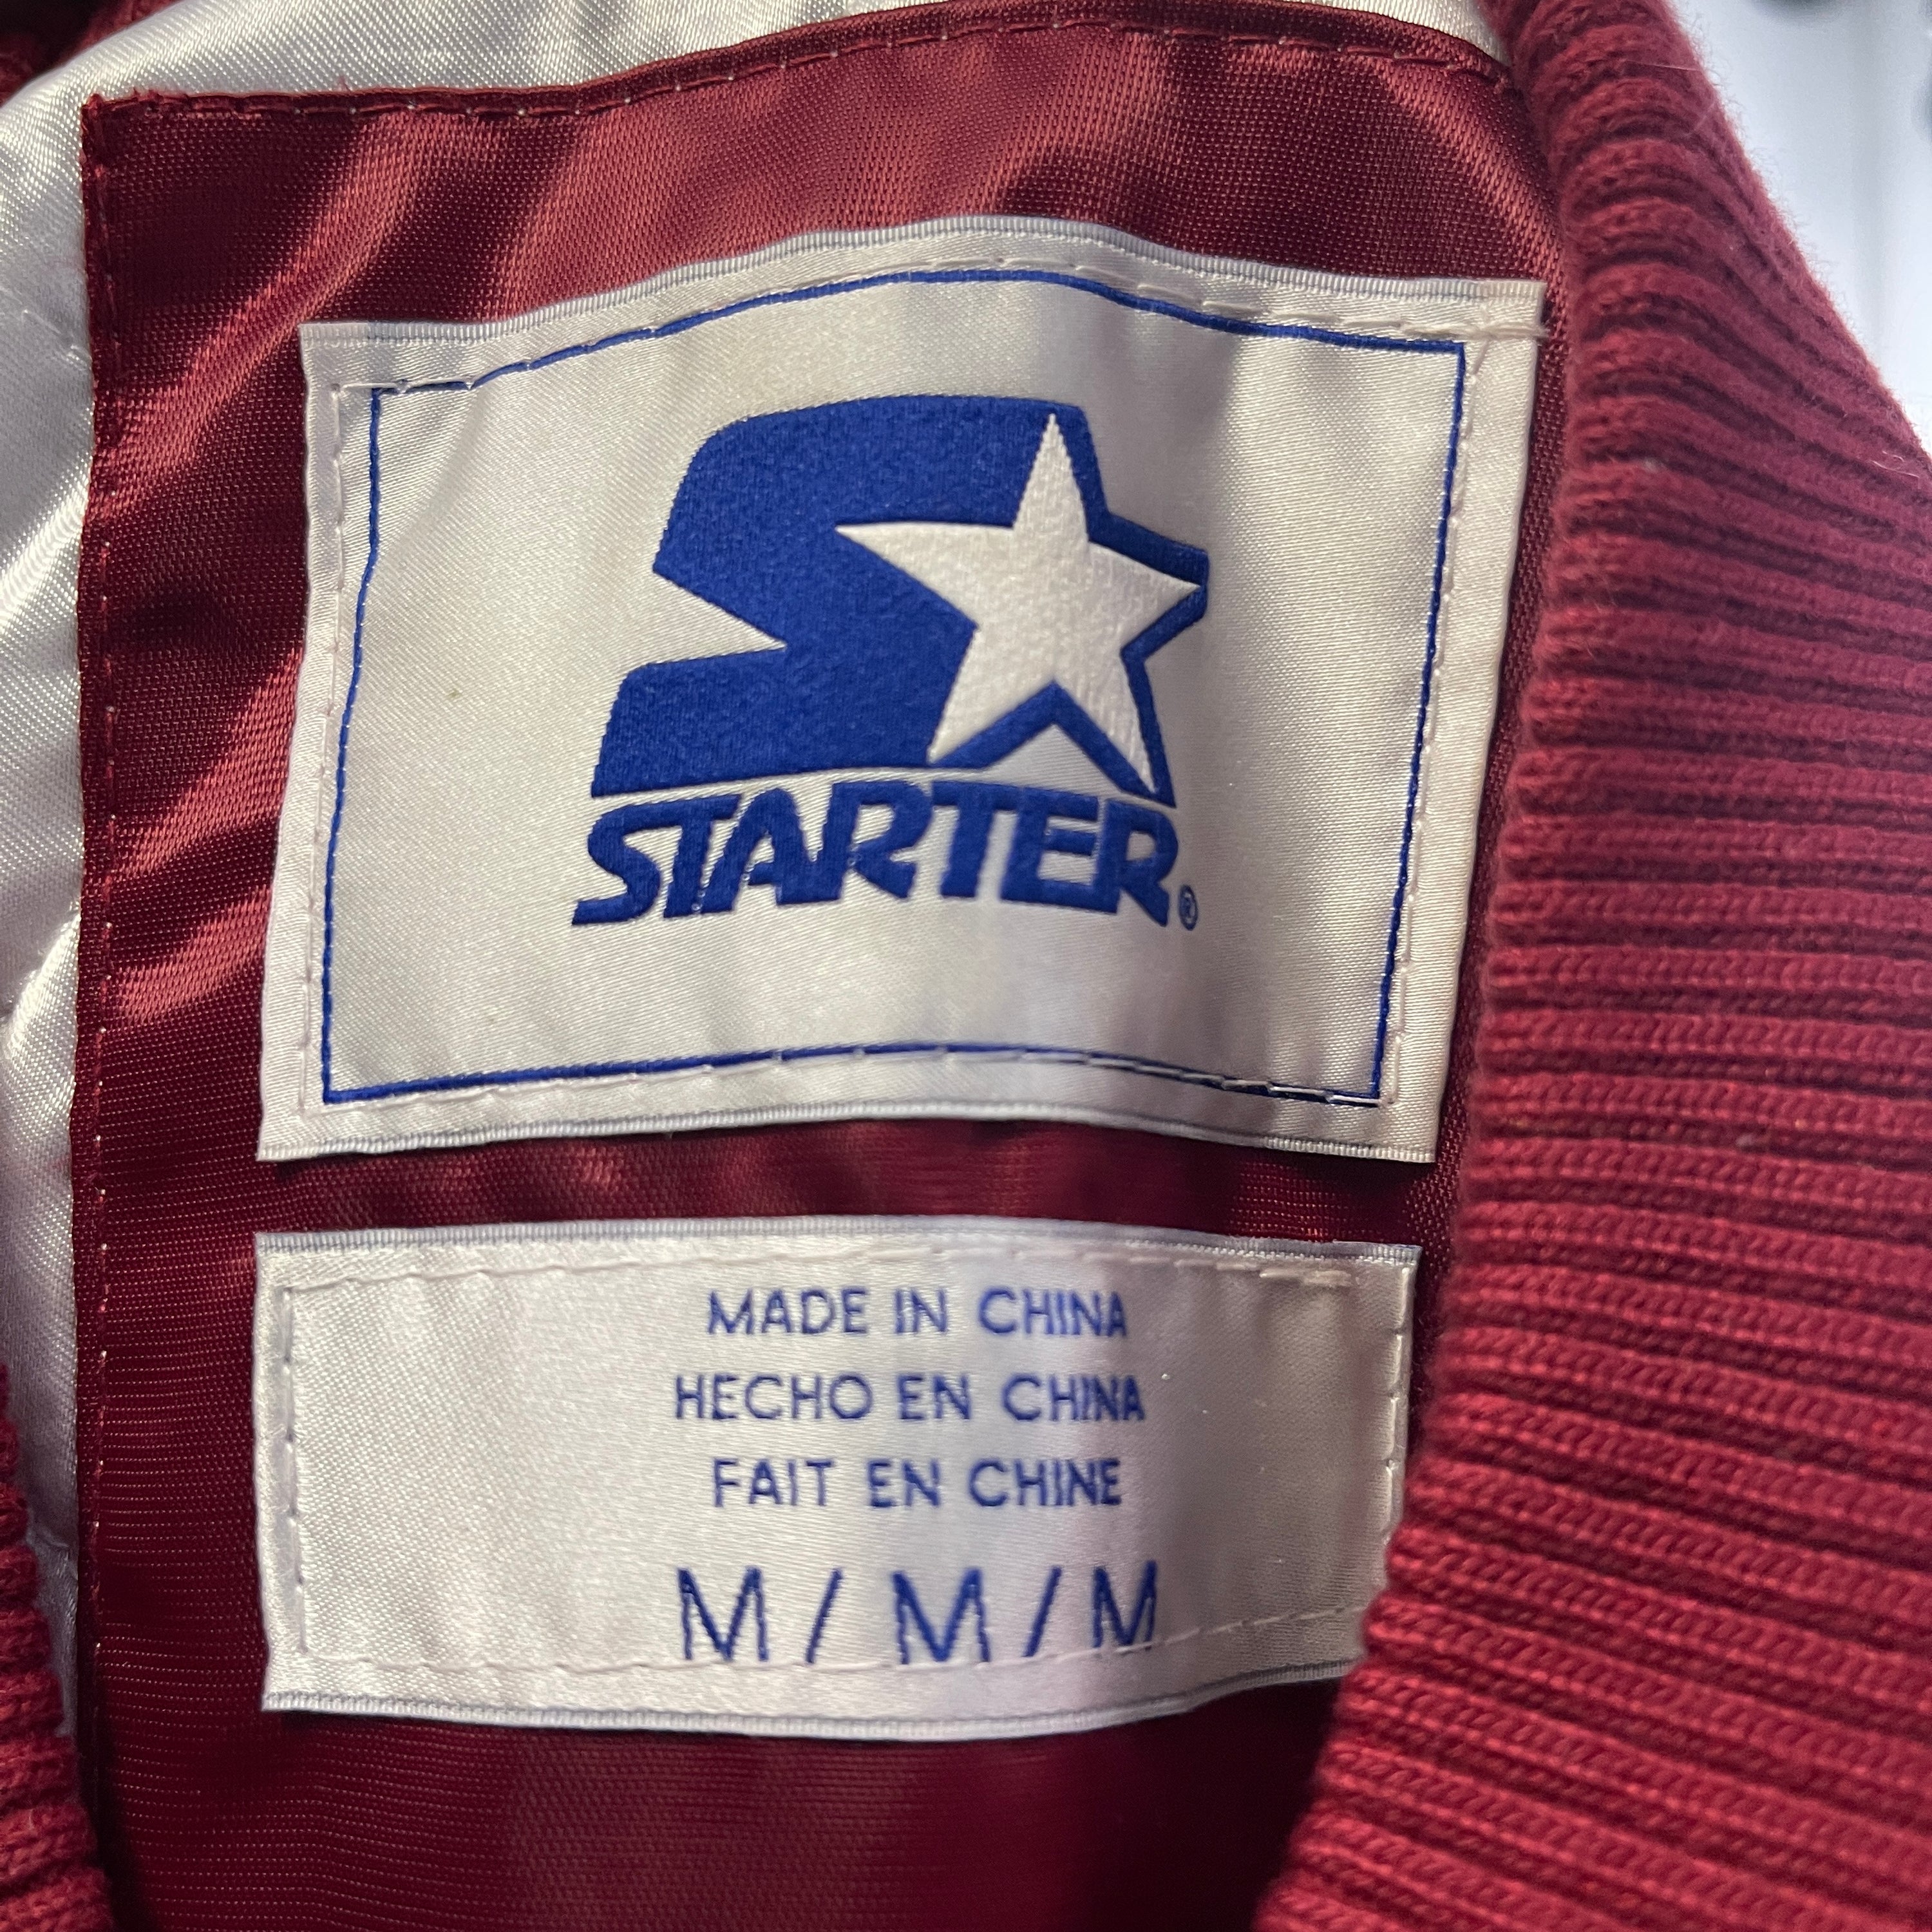 STARTER®
MADE IN CHINA
HECHO EN CHINA
FAIT EN CHINE
M / M / M